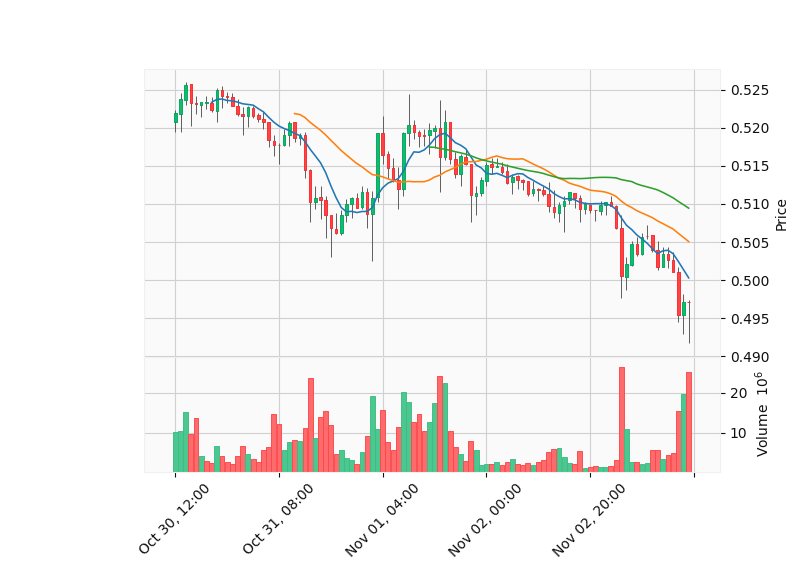 0.525
0.520
0.515
0.510
0.505
0.500
0.495
0.490
Price
20
10
Volume 10⁶
Oct 30, 12:00
Oct 31, 08:00
Nov 01, 04:00
Nov 02, 00:00
Nov 02, 20:00